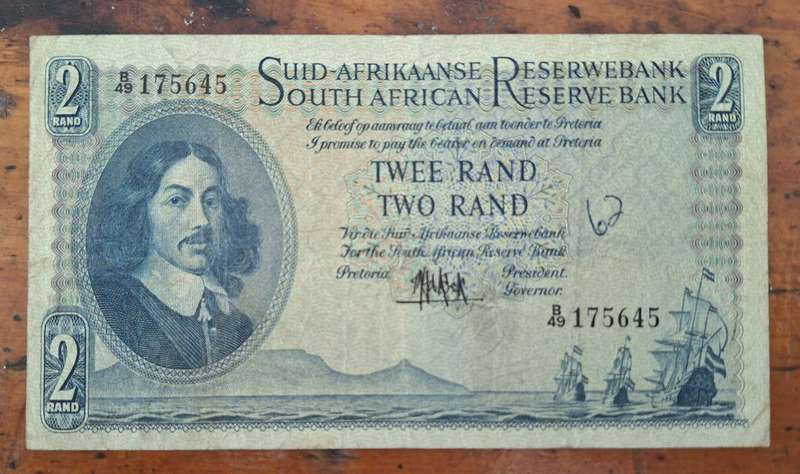 2 RAND
B/49 175645
SUID-AFRIKAANSE RESERWEBANK
SOUTH AFRICAN RESERVE BANK
2 RAND
Ek beloof op aanvraag te betaal aan toonder te Pretoria
I promise to pay the bearer on demand at Pretoria
TWEE RAND
TWO RAND
62
Vir die Suid-Afrikaanse Reserwebank
For the South African Reserve Bank
Pretoria President.
Governor.
B/49 175645
2 RAND